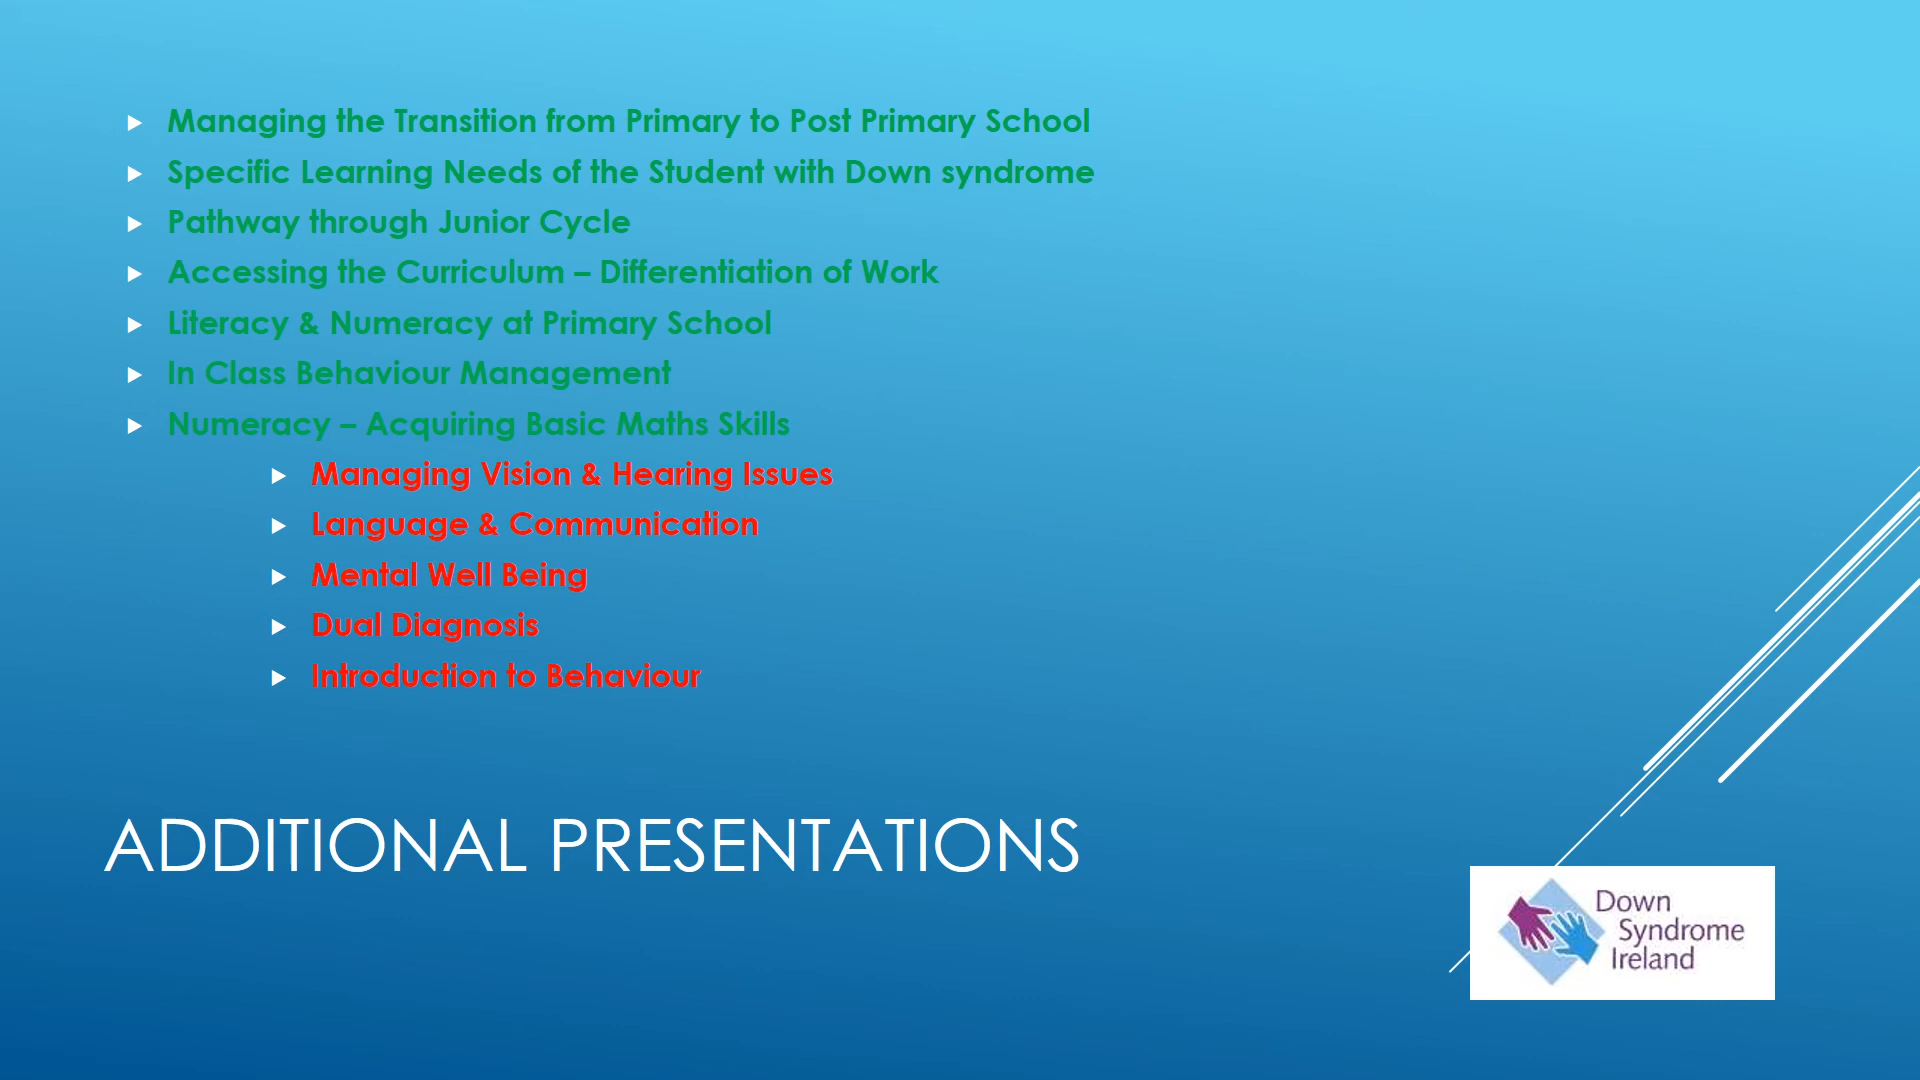 Managing the Transition from Primary to Post Primary School
Specific Learning Needs of the Student with Down syndrome
Pathway through Junior Cycle
Accessing the Curriculum – Differentiation of Work
Literacy & Numeracy at Primary School
In Class Behaviour Management
Numeracy – Acquiring Basic Maths Skills
Managing Vision & Hearing Issues
Language & Communication
Mental Well Being
Dual Diagnosis
Introduction to Behaviour
ADDITIONAL PRESENTATIONS
Down
Syndrome
Ireland